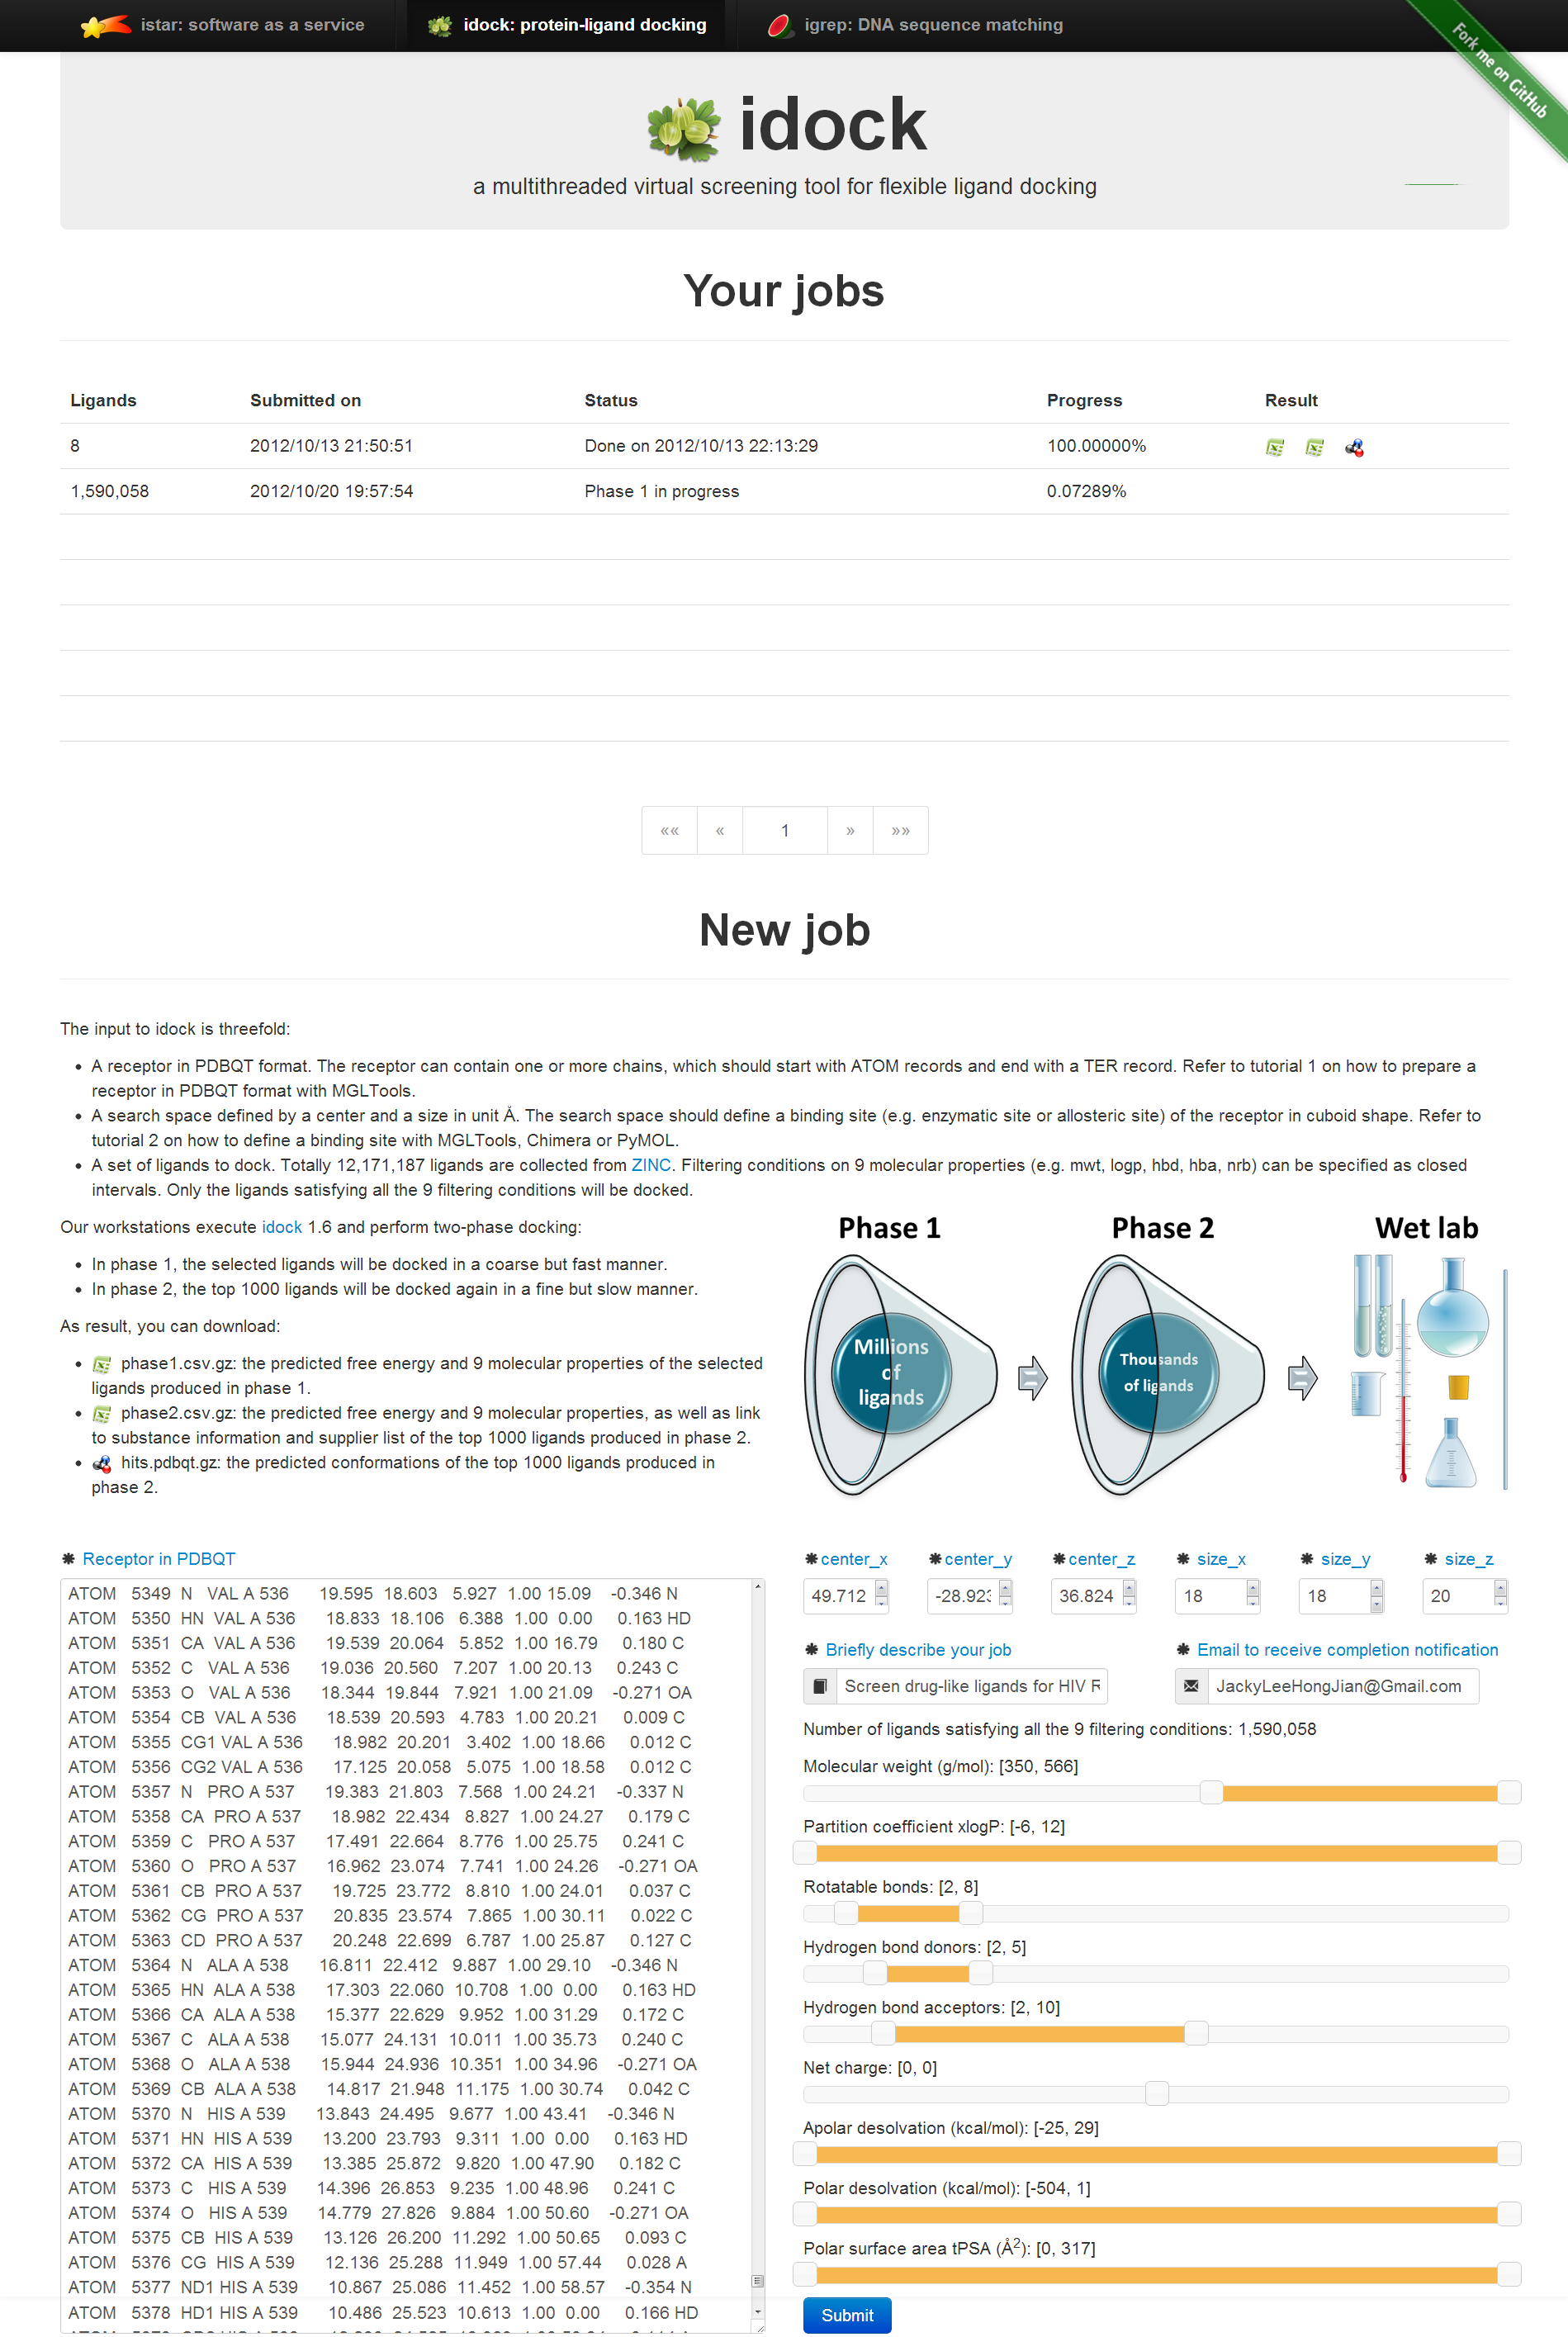 istar: software as a service idock: protein-ligand docking igrep: DNA sequence matching
Fork me on GitHub
idock
a multithreaded virtual screening tool for flexible ligand docking
Your jobs
Ligands Submitted on Status Progress Result
8 2012/10/13 21:50:51 Done on 2012/10/13 22:13:29 100.00000%
1,590,058 2012/10/20 19:57:54 Phase 1 in progress 0.07289%
«« « 1 » »»
New job
The input to idock is threefold:
• A receptor in PDBQT format. The receptor can contain one or more chains, which should start with ATOM records and end with a TER record. Refer to tutorial 1 on how to prepare a
receptor in PDBQT format with MGLTools.
• A search space defined by a center and a size in unit Å. The search space should define a binding site (e.g. enzymatic site or allosteric site) of the receptor in cuboid shape. Refer to
tutorial 2 on how to define a binding site with MGLTools, Chimera or PyMOL.
• A set of ligands to dock. Totally 12,171,187 ligands are collected from ZINC. Filtering conditions on 9 molecular properties (e.g. mwt, logp, hbd, hba, nrb) can be specified as closed
intervals. Only the ligands satisfying all the 9 filtering conditions will be docked.
Our workstations execute idock 1.6 and perform two-phase docking:
• In phase 1, the selected ligands will be docked in a coarse but fast manner.
• In phase 2, the top 1000 ligands will be docked again in a fine but slow manner.
As result, you can download:
• phase1.csv.gz: the predicted free energy and 9 molecular properties of the selected
ligands produced in phase 1.
• phase2.csv.gz: the predicted free energy and 9 molecular properties, as well as link
to substance information and supplier list of the top 1000 ligands produced in phase 2.
• hits.pdbqt.gz: the predicted conformations of the top 1000 ligands produced in
phase 2.
Phase 1 Phase 2 Wet lab
Millions
of
ligands
Thousands
of ligands
✱ Receptor in PDBQT
ATOM 5349 N VAL A 536 19.595 18.603 5.927 1.00 15.09 -0.346 N
ATOM 5350 HN VAL A 536 18.833 18.106 6.388 1.00 0.00 0.163 HD
ATOM 5351 CA VAL A 536 19.539 20.064 5.852 1.00 16.79 0.180 C
ATOM 5352 C VAL A 536 19.036 20.560 7.207 1.00 20.13 0.243 C
ATOM 5353 O VAL A 536 18.344 19.844 7.921 1.00 21.09 -0.271 OA
ATOM 5354 CB VAL A 536 18.539 20.593 4.783 1.00 20.21 0.009 C
ATOM 5355 CG1 VAL A 536 18.982 20.201 3.402 1.00 18.66 0.012 C
ATOM 5356 CG2 VAL A 536 17.125 20.058 5.075 1.00 18.58 0.012 C
ATOM 5357 N PRO A 537 19.383 21.803 7.568 1.00 24.21 -0.337 N
ATOM 5358 CA PRO A 537 18.982 22.434 8.827 1.00 24.27 0.179 C
ATOM 5359 C PRO A 537 17.491 22.664 8.776 1.00 25.75 0.241 C
ATOM 5360 O PRO A 537 16.962 23.074 7.741 1.00 24.26 -0.271 OA
ATOM 5361 CB PRO A 537 19.725 23.772 8.810 1.00 24.01 0.037 C
ATOM 5362 CG PRO A 537 20.835 23.574 7.865 1.00 30.11 0.022 C
ATOM 5363 CD PRO A 537 20.248 22.699 6.787 1.00 25.87 0.127 C
ATOM 5364 N ALA A 538 16.811 22.412 9.887 1.00 29.10 -0.346 N
ATOM 5365 HN ALA A 538 17.303 22.060 10.708 1.00 0.00 0.163 HD
ATOM 5366 CA ALA A 538 15.377 22.629 9.952 1.00 31.29 0.172 C
ATOM 5367 C ALA A 538 15.077 24.131 10.011 1.00 35.73 0.240 C
ATOM 5368 O ALA A 538 15.944 24.936 10.351 1.00 34.96 -0.271 OA
ATOM 5369 CB ALA A 538 14.817 21.948 11.175 1.00 30.74 0.042 C
ATOM 5370 N HIS A 539 13.843 24.495 9.677 1.00 43.41 -0.346 N
ATOM 5371 HN HIS A 539 13.200 23.793 9.311 1.00 0.00 0.163 HD
ATOM 5372 CA HIS A 539 13.385 25.872 9.820 1.00 47.90 0.182 C
ATOM 5373 C HIS A 539 14.396 26.853 9.235 1.00 48.96 0.241 C
ATOM 5374 O HIS A 539 14.779 27.826 9.884 1.00 50.60 -0.271 OA
ATOM 5375 CB HIS A 539 13.126 26.200 11.292 1.00 50.65 0.093 C
ATOM 5376 CG HIS A 539 12.136 25.288 11.949 1.00 57.44 0.028 A
ATOM 5377 ND1 HIS A 539 10.867 25.086 11.452 1.00 58.57 -0.354 N
ATOM 5378 HD1 HIS A 539 10.486 25.523 10.613 1.00 0.00 0.166 HD
✱center_x ✱center_y ✱center_z ✱ size_x ✱ size_y ✱ size_z
49.712 -28.923 36.824 18 18 20
✱ Briefly describe your job ✱ Email to receive completion notification
Screen drug-like ligands for HIV R JackyLeeHongJian@Gmail.com
Number of ligands satisfying all the 9 filtering conditions: 1,590,058
Molecular weight (g/mol): [350, 566]
Partition coefficient xlogP: [-6, 12]
Rotatable bonds: [2, 8]
Hydrogen bond donors: [2, 5]
Hydrogen bond acceptors: [2, 10]
Net charge: [0, 0]
Apolar desolvation (kcal/mol): [-25, 29]
Polar desolvation (kcal/mol): [-504, 1]
Polar surface area tPSA (Å²): [0, 317]
Submit